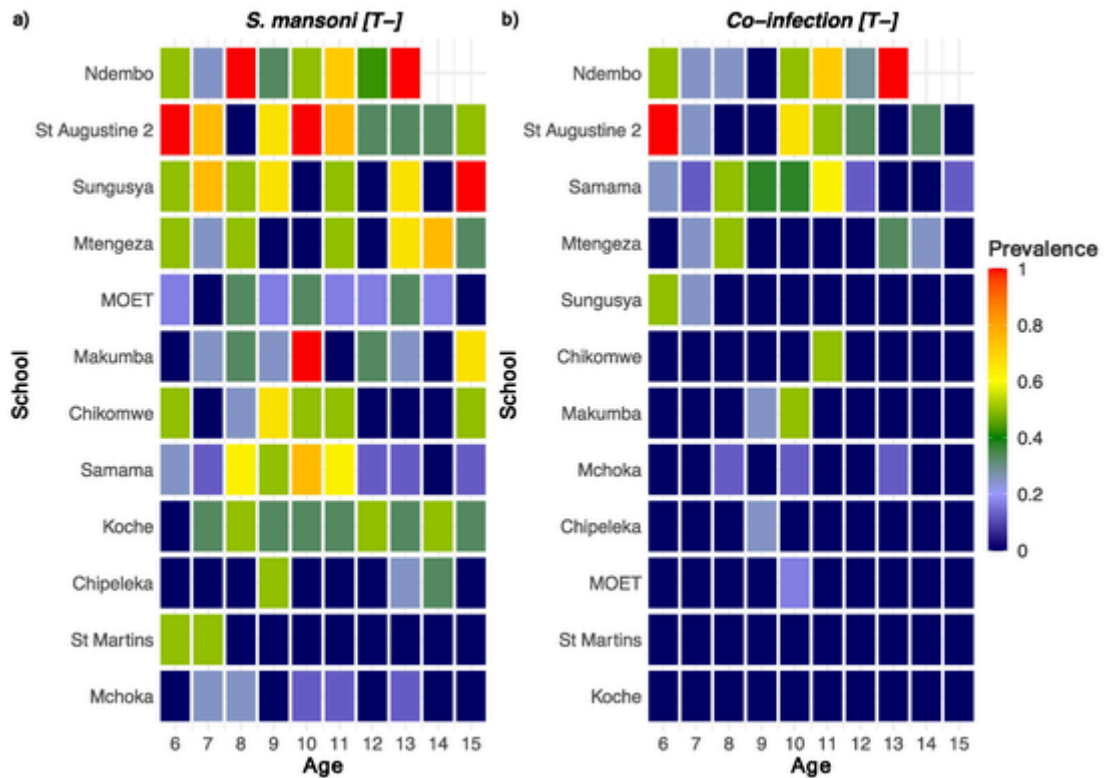 a)
S. mansoni [T–]
Ndembo
St Augustine 2
Sungusya
Mtengeza
MOET
Makumba
Chikomwe
Samama
Koche
Chipeleka
St Martins
Mchoka
School
6 7 8 9 10 11 12 13 14 15
Age
b)
Co–infection [T–]
Ndembo
St Augustine 2
Samama
Mtengeza
Sungusya
Chikomwe
Makumba
Mchoka
Chipeleka
MOET
St Martins
Koche
School
6 7 8 9 10 11 12 13 14 15
Age
Prevalence
1
0.8
0.6
0.4
0.2
0